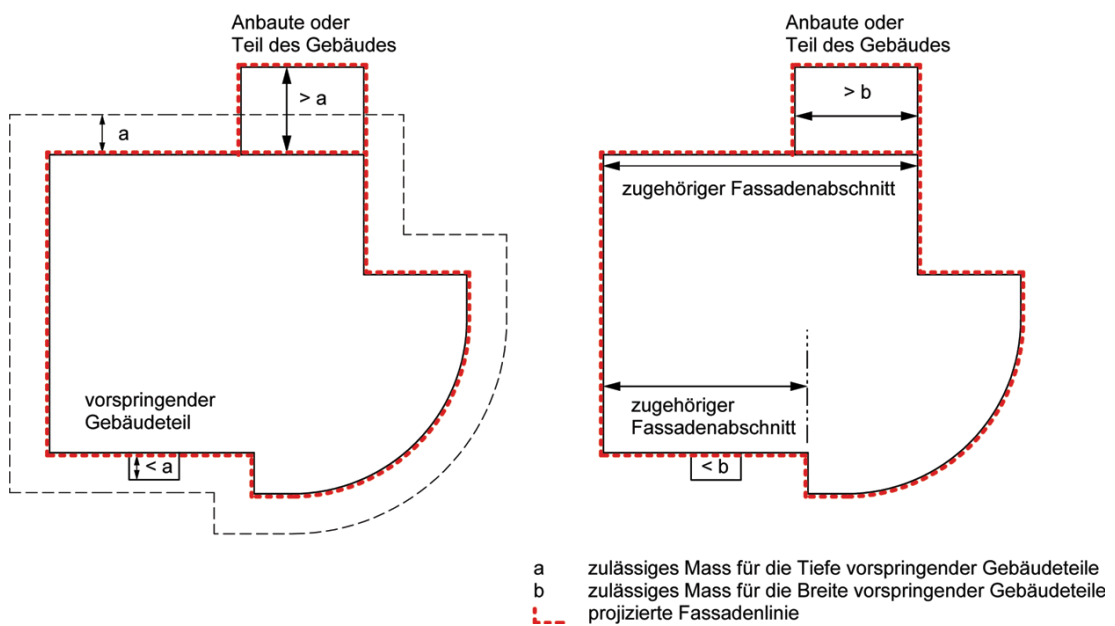 Anbaute oder
Teil des Gebäudes
> a
a
vorspringender
Gebäudeteil
< a
Anbaute oder
Teil des Gebäudes
> b
zugehöriger Fassadenabschnitt
zugehöriger
Fassadenabschnitt
< b
a zulässiges Mass für die Tiefe vorspringender Gebäudeteile
b zulässiges Mass für die Breite vorspringender Gebäudeteile
projizierte Fassadenlinie